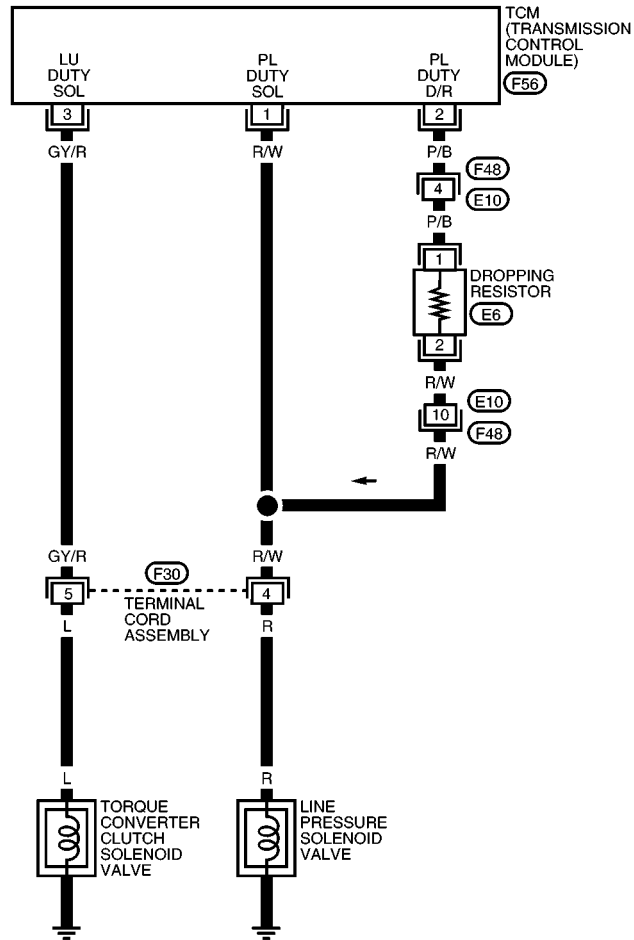 TCM
(TRANSMISSION
CONTROL
MODULE)
F56
LU
DUTY
SOL
PL
DUTY
SOL
PL
DUTY
D/R
3
1
2
GY/R
R/W
P/B
4
F48
E10
P/B
1
DROPPING
RESISTOR
E6
2
R/W
10
E10
F48
R/W
GY/R
R/W
5
F30
4
TERMINAL
CORD
ASSEMBLY
L
R
L
R
TORQUE
CONVERTER
CLUTCH
SOLENOID
VALVE
LINE
PRESSURE
SOLENOID
VALVE